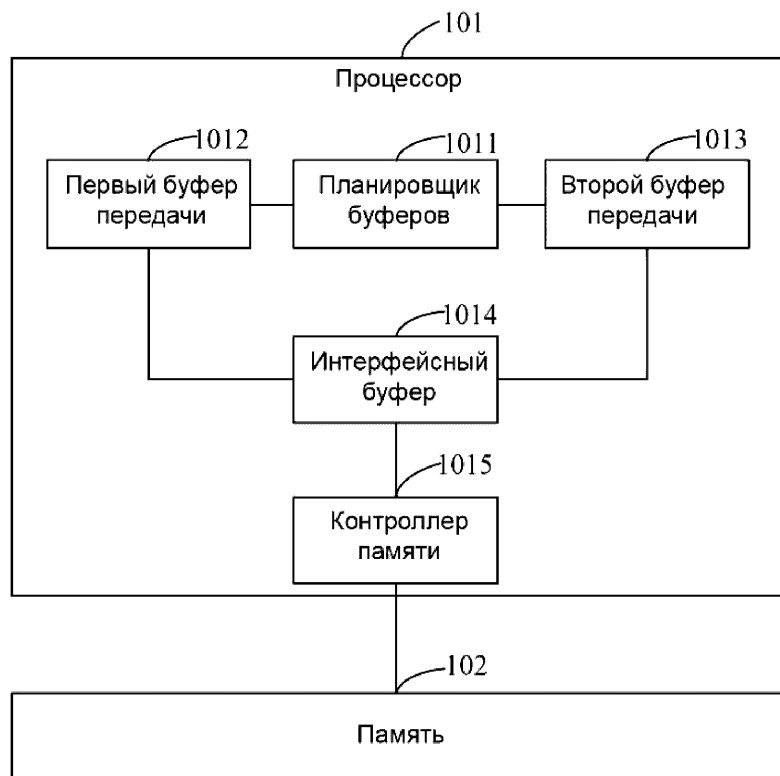 101
Процессор
1012
1011
1013
Первый буфер
передачи
Планировщик
буферов
Второй буфер
передачи
1014
Интерфейсный
буфер
1015
Контроллер
памяти
102
Память